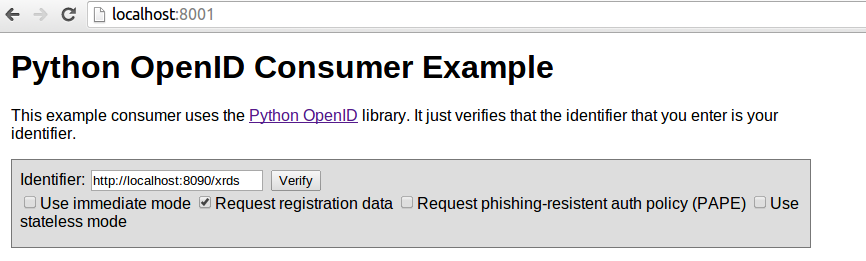 localhost:8001
Python OpenID Consumer Example
This example consumer uses the Python OpenID library. It just verifies that the identifier that you enter is your
identifier.
Identifier: http://localhost:8090/xrds Verify
Use immediate mode Request registration data Request phishing-resistent auth policy (PAPE) Use
stateless mode